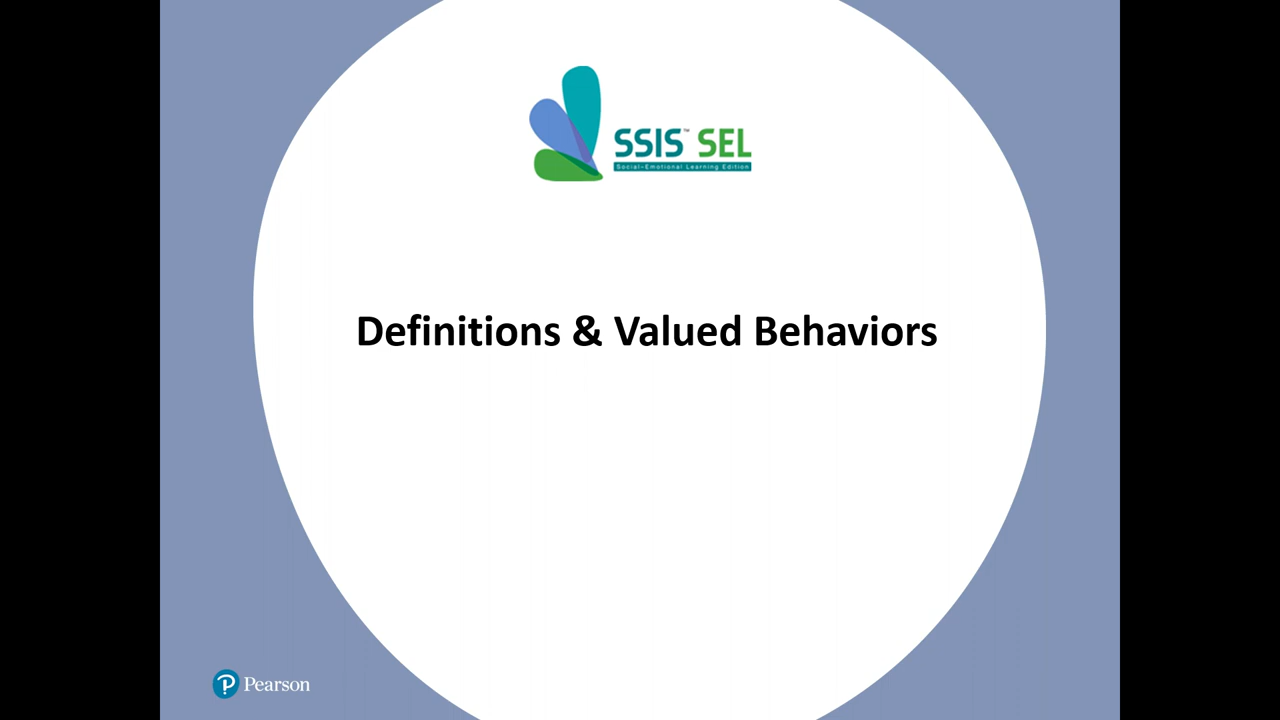 SSIS™ SEL
Social-Emotional Learning Edition
Definitions & Valued Behaviors
Pearson